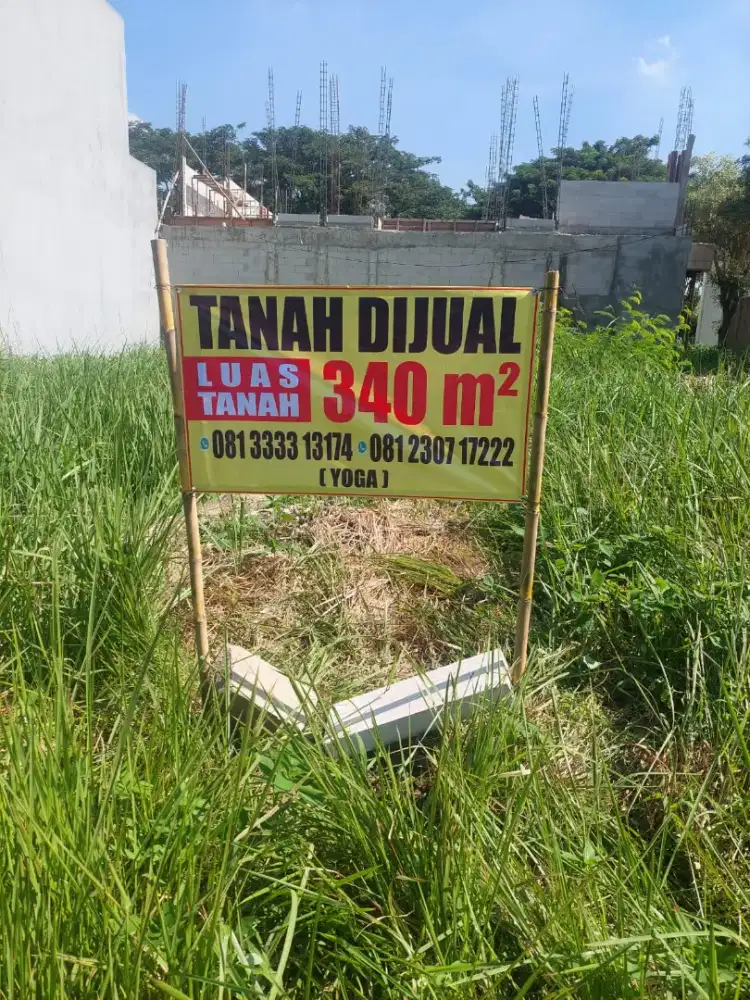 TANAH DIJUAL
LUAS TANAH 340 m²
081 3333 13174 081 2307 17222
( YOGA )